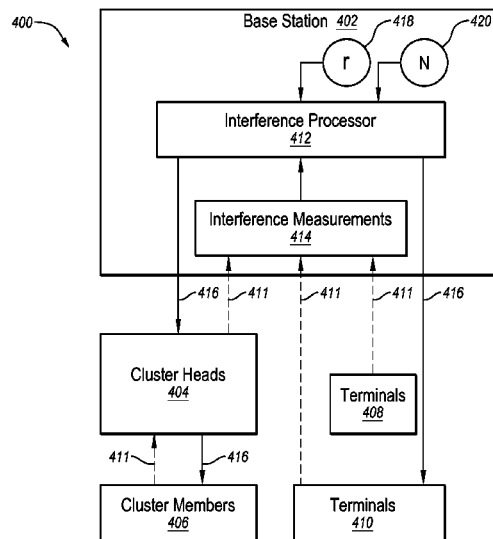 400
Base Station 402
418
420
r
N
Interference Processor
412
Interference Measurements
414
416
411
411
411
416
Cluster Heads
404
Terminals
408
411
416
Cluster Members
406
Terminals
410